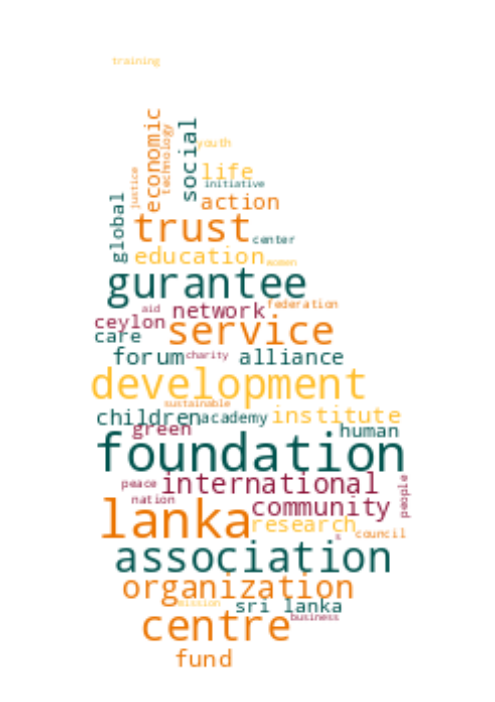 training
economic
technology
social
youth
justice
life
initiative
action
global
trust
center
education
women
gurantee
federation
aid
network
ceylon
service
care
forum
charity
alliance
development
sustainable
children
academy
institute
green
human
foundation
peace
international
people
nation
community
lanka
research
s
council
association
organization
mission
sri lanka
centre
business
fund